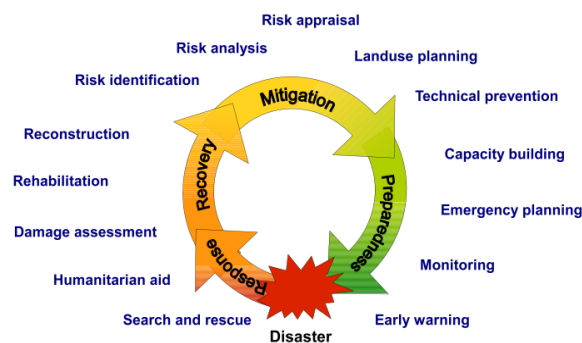 Risk appraisal
Risk analysis
Landuse planning
Risk identification
Mitigation
Technical prevention
Reconstruction
Recovery
Preparedness
Capacity building
Rehabilitation
Emergency planning
Damage assessment
Response
Monitoring
Humanitarian aid
Search and rescue
Early warning
Disaster